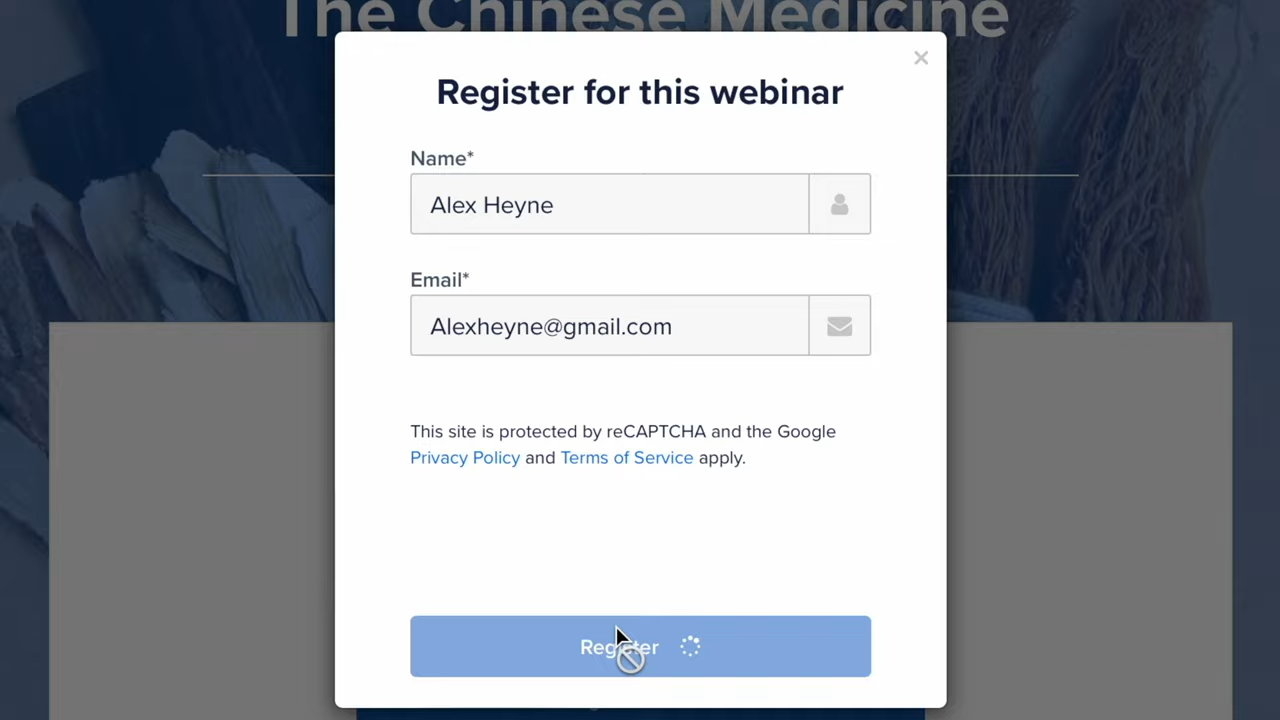 The Chinese Medicine
×
Register for this webinar
Name*
Alex Heyne
Email*
Alexheyne@gmail.com
This site is protected by reCAPTCHA and the Google
Privacy Policy and Terms of Service apply.
Register